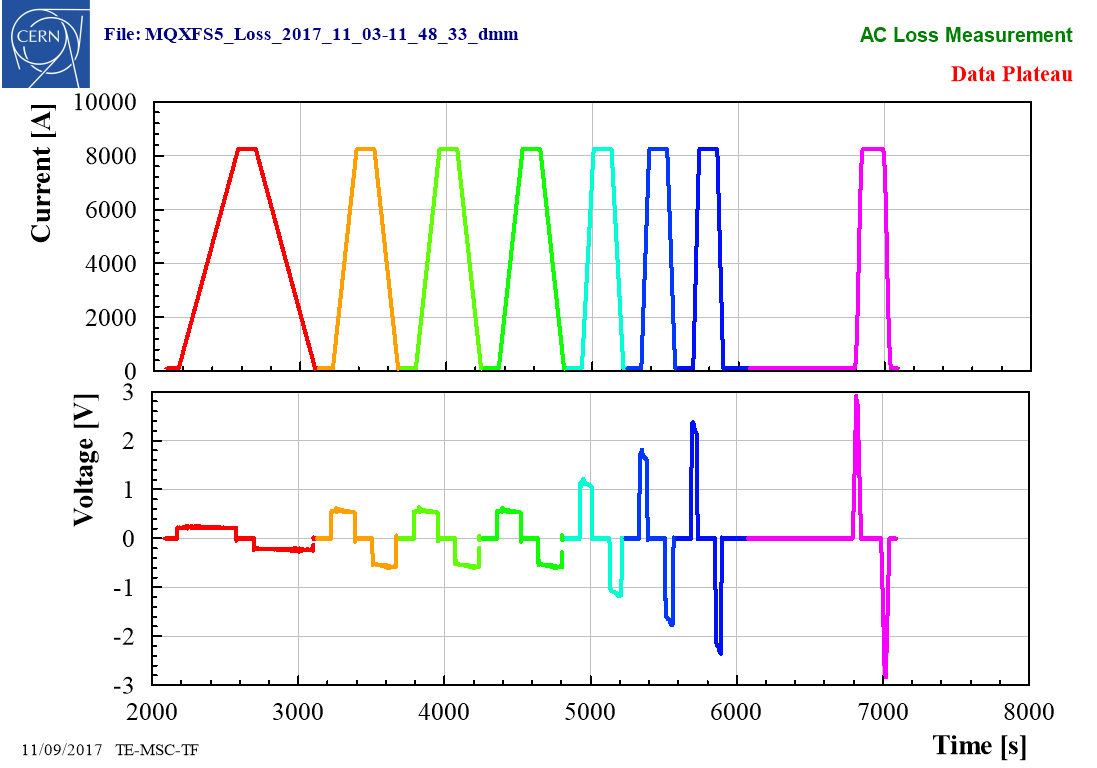 CERN
File: MQXFS5_Loss_2017_11_03-11_48_33_dmm
AC Loss Measurement
Data Plateau
Current [A]
10000
8000
6000
4000
2000
0
Voltage [V]
3
2
1
0
-1
-2
-3
2000 3000 4000 5000 6000 7000 8000
Time [s]
11/09/2017 TE-MSC-TF